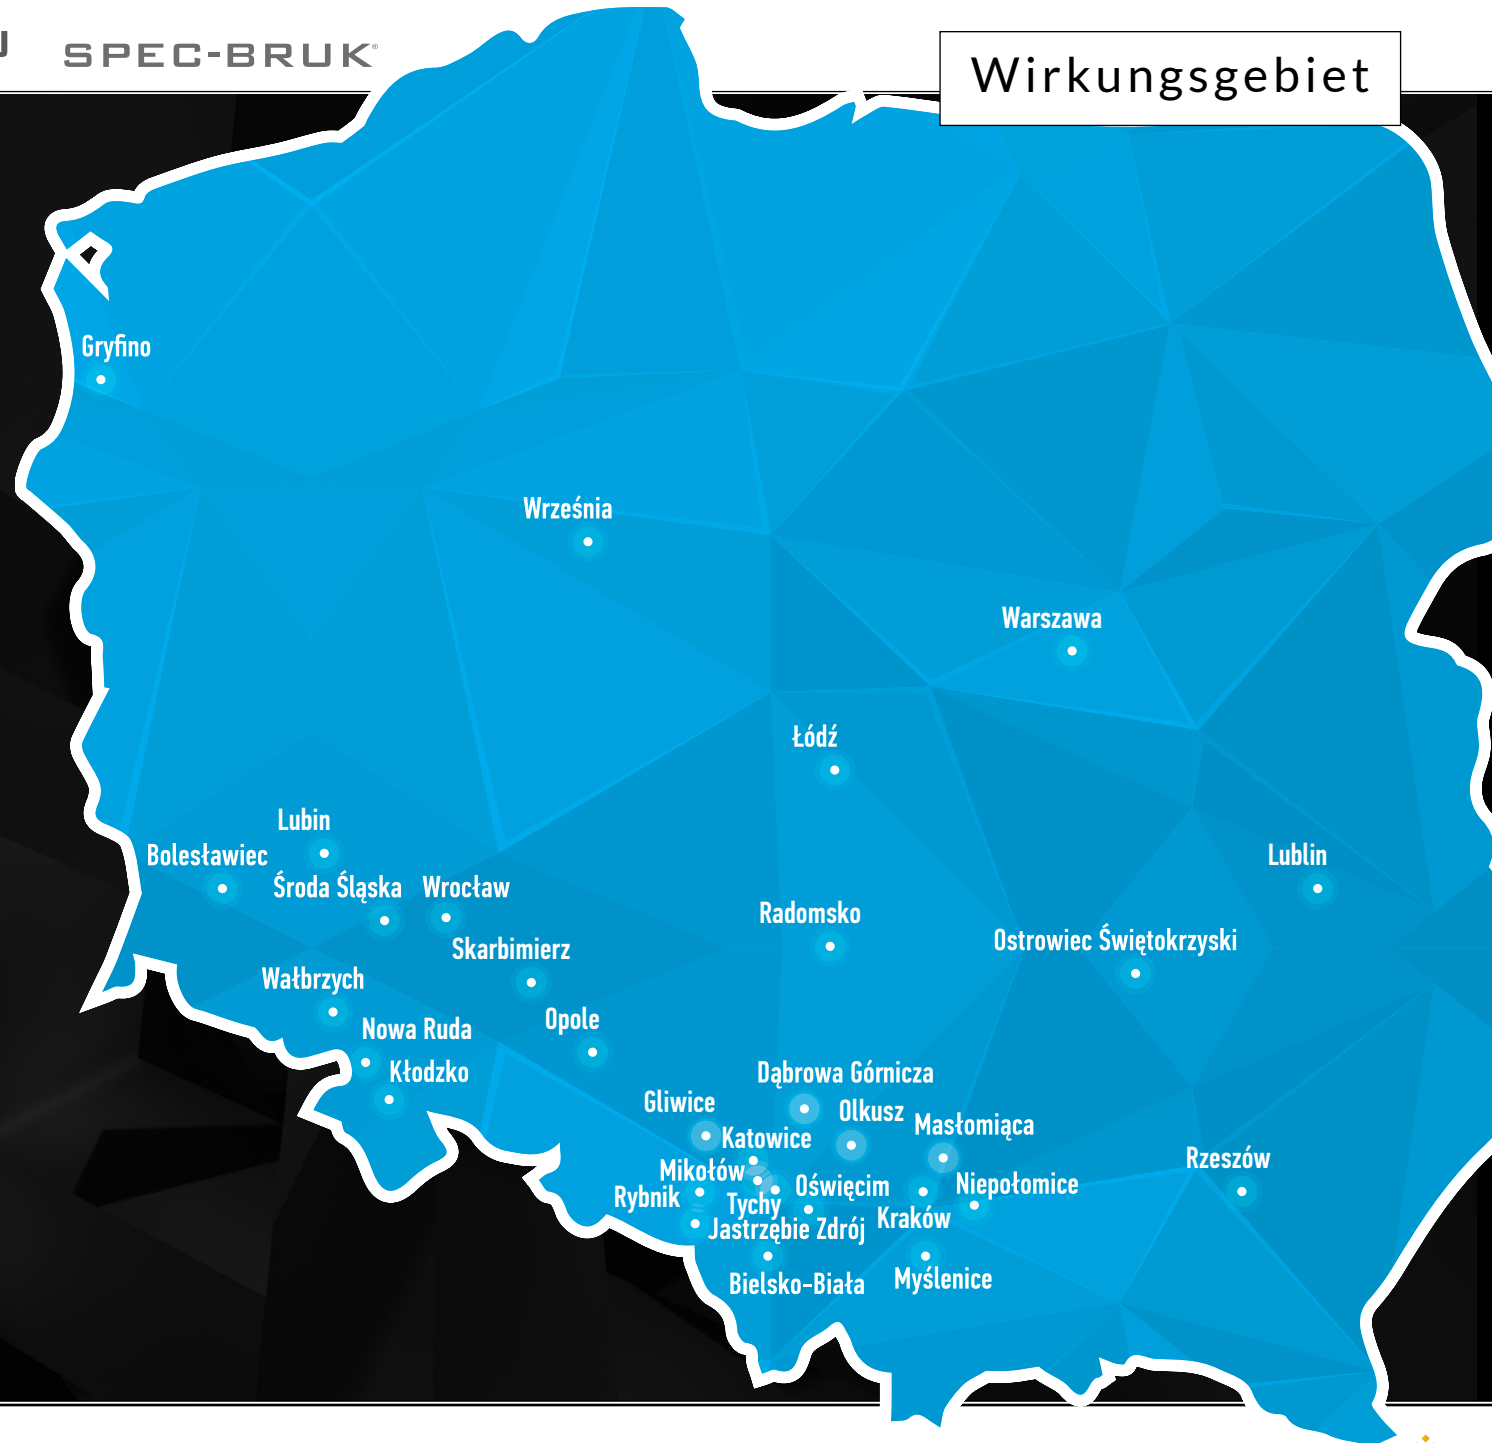 SPEC-BRUK®
Wirkungsgebiet
Gryfino
Września
Warszawa
Łódź
Lubin
Bolesławiec
Środa Śląska
Wrocław
Lublin
Radomsko
Skarbimierz
Ostrowiec Świętokrzyski
Wałbrzych
Opole
Nowa Ruda
Kłodzko
Dąbrowa Górnicza
Gliwice
Olkusz
Masłomiąca
Katowice
Mikołów
Rzeszów
Oświęcim
Niepołomice
Rybnik
Tychy
Kraków
Jastrzębie Zdrój
Bielsko-Biała
Myślenice